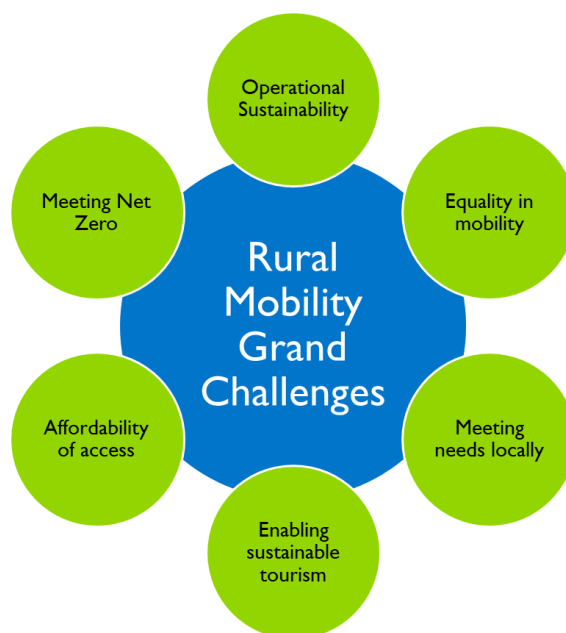 Operational
Sustainability
Equality in
mobility
Meeting
needs locally
Enabling
sustainable
tourism
Affordability
of access
Meeting Net
Zero
Rural
Mobility
Grand
Challenges